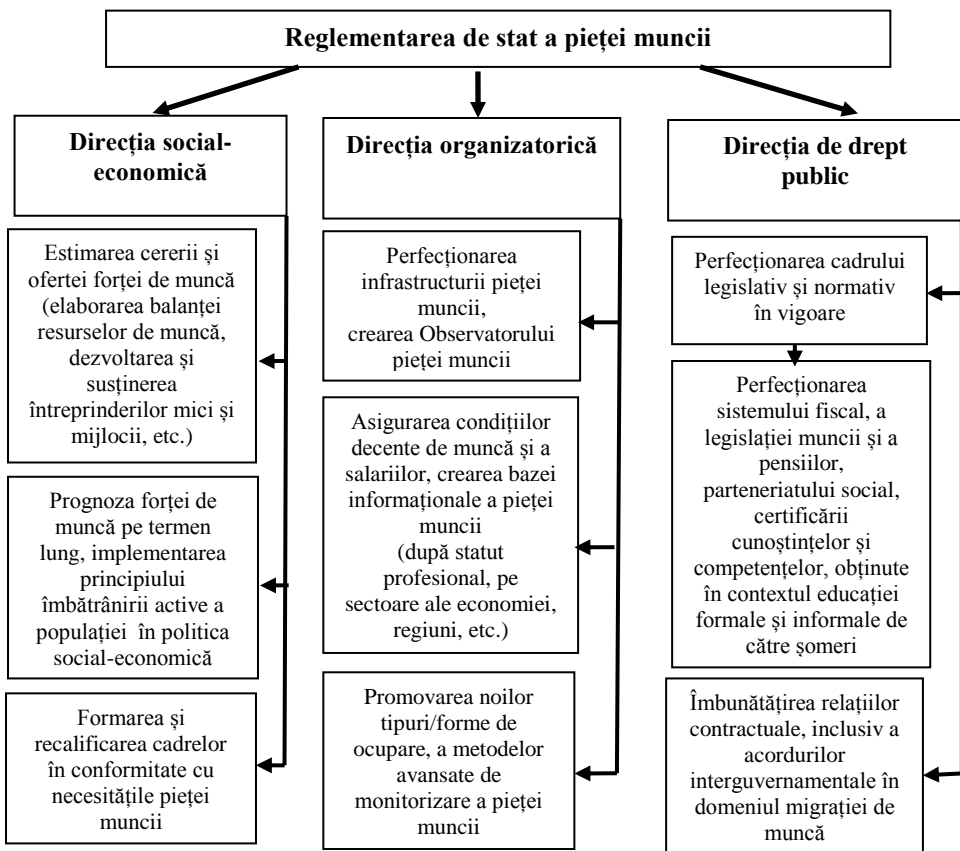 Reglementarea de stat a pieței muncii
Direcția social-
economică
Estimarea cererii și
ofertei forței de muncă
(elaborarea balanței
resurselor de muncă,
dezvoltarea și
susținerea
întreprinderilor mici și
mijlocii, etc.)
Prognoza forței de
muncă pe termen
lung, implementarea
principiului
îmbătrânirii active a
populației în politica
social-economică
Formarea și
recalificarea cadrelor
în conformitate cu
necesitățile pieței
muncii
Direcția organizatorică
Perfecționarea
infrastructurii pieței
muncii,
crearea Observatorului
pieței muncii
Asigurarea condițiilor
decente de muncă și a
salariilor, crearea bazei
informaționale a pieței
muncii
(după statut
profesional, pe
sectoare ale economiei,
regiuni, etc.)
Promovarea noilor
tipuri/forme de
ocupare, a metodelor
avansate de
monitorizare a pieței
muncii
Direcția de drept
public
Perfecționarea cadrului
legislativ și normativ
în vigoare
Perfecționarea
sistemului fiscal, a
legislației muncii și a
pensiilor,
parteneriatului social,
certificării
cunoștințelor și
competențelor, obținute
în contextul educației
formale și informale de
către șomeri
Îmbunătățirea relațiilor
contractuale, inclusiv a
acordurilor
interguvernamentale în
domeniul migrației de
muncă